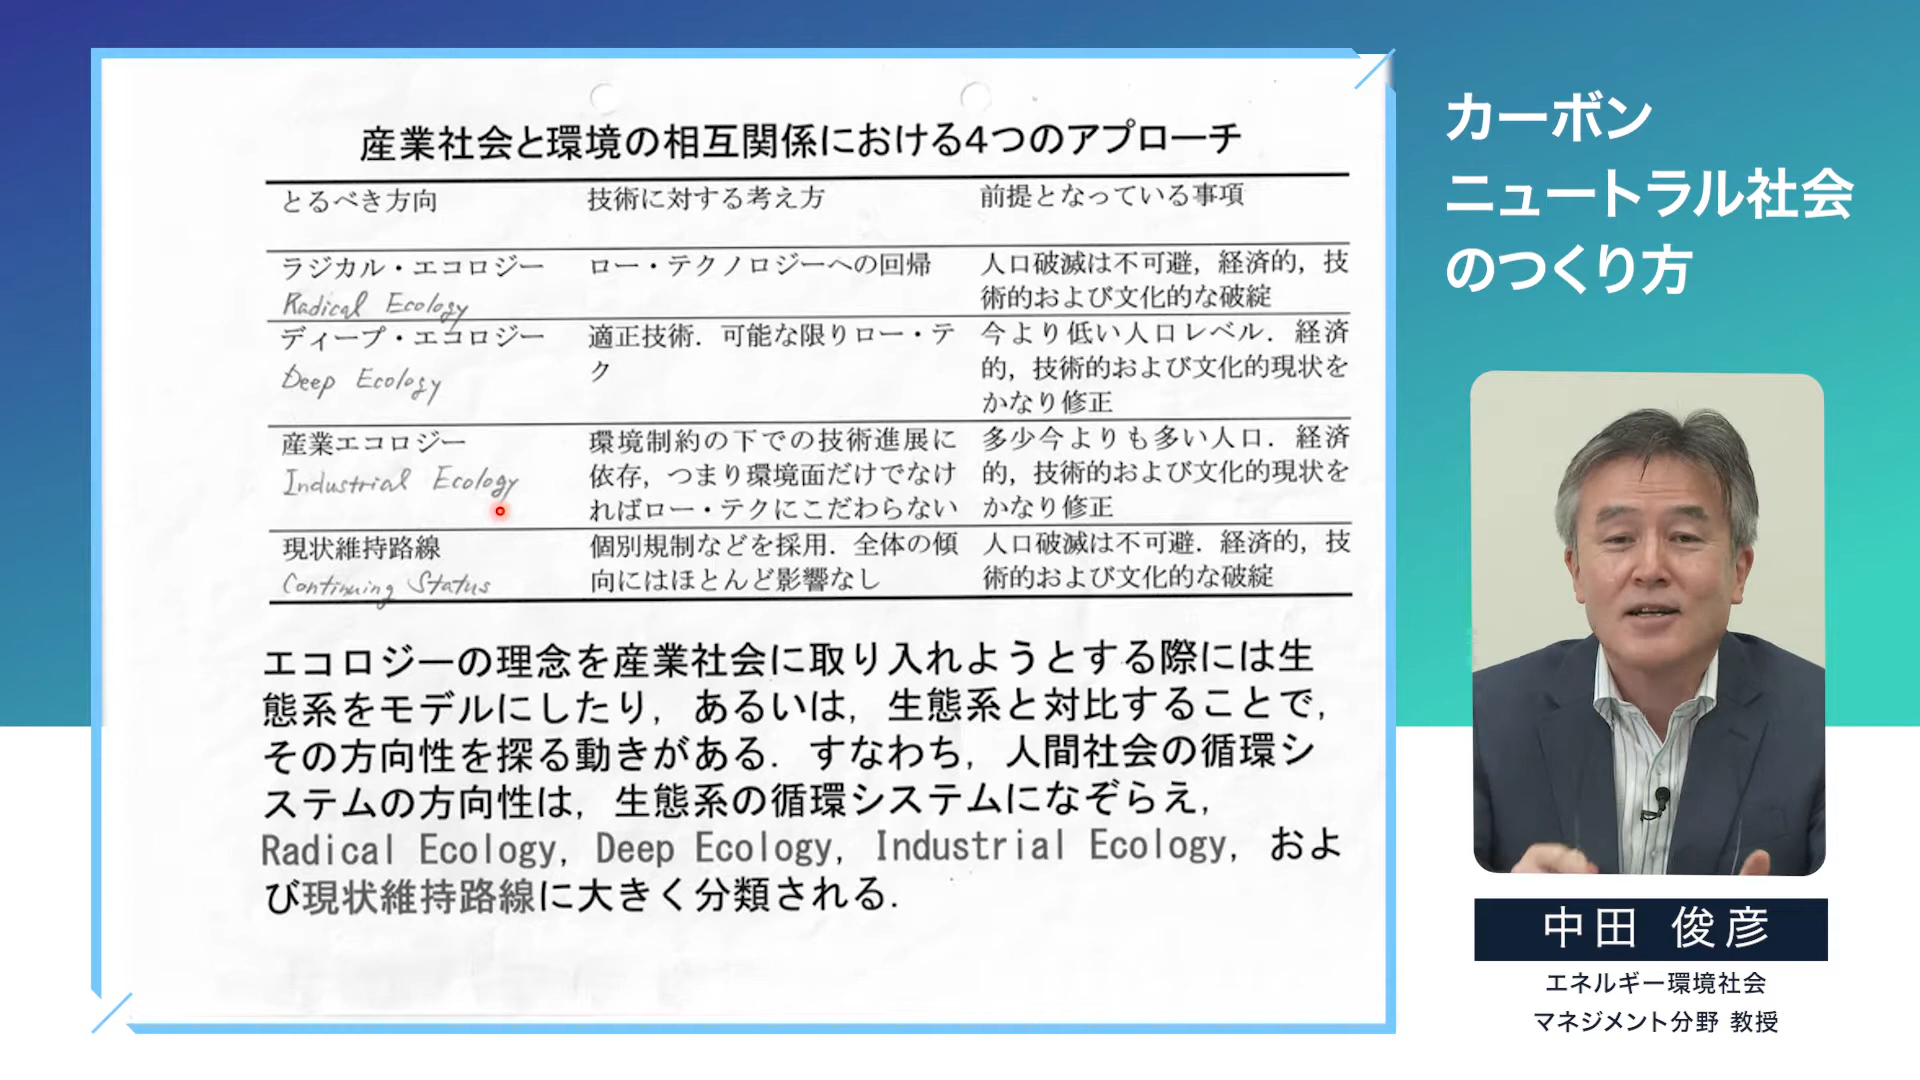 産業社会と環境の相互関係における4つのアプローチ
とるべき方向
技術に対する考え方
前提となっている事項
ラジカル・エコロジー
Radical Ecology
ロー・テクノロジーへの回帰
人口破滅は不可避，経済的，技
術的および文化的な破綻
ディープ・エコロジー
Deep Ecology
適正技術．可能な限りロー・テ
ク
今より低い人口レベル．経済
的，技術的および文化的現状を
かなり修正
産業エコロジー
Industrial Ecology
環境制約の下での技術進展に
依存，つまり環境面だけでなけ
ればロー・テクにこだわらない
多少今よりも多い人口．経済
的，技術的および文化的現状を
かなり修正
現状維持路線
Continuing Status
個別規制などを採用．全体の傾
向にはほとんど影響なし
人口破滅は不可避．経済的，技
術的および文化的な破綻
エコロジーの理念を産業社会に取り入れようとする際には生
態系をモデルにしたり，あるいは，生態系と対比することで，
その方向性を探る動きがある．すなわち，人間社会の循環シ
ステムの方向性は，生態系の循環システムになぞらえ，
Radical Ecology，Deep Ecology，Industrial Ecology，およ
び現状維持路線に大きく分類される．
カーボン
ニュートラル社会
のつくり方
中田 俊彦
エネルギー環境社会
マネジメント分野 教授